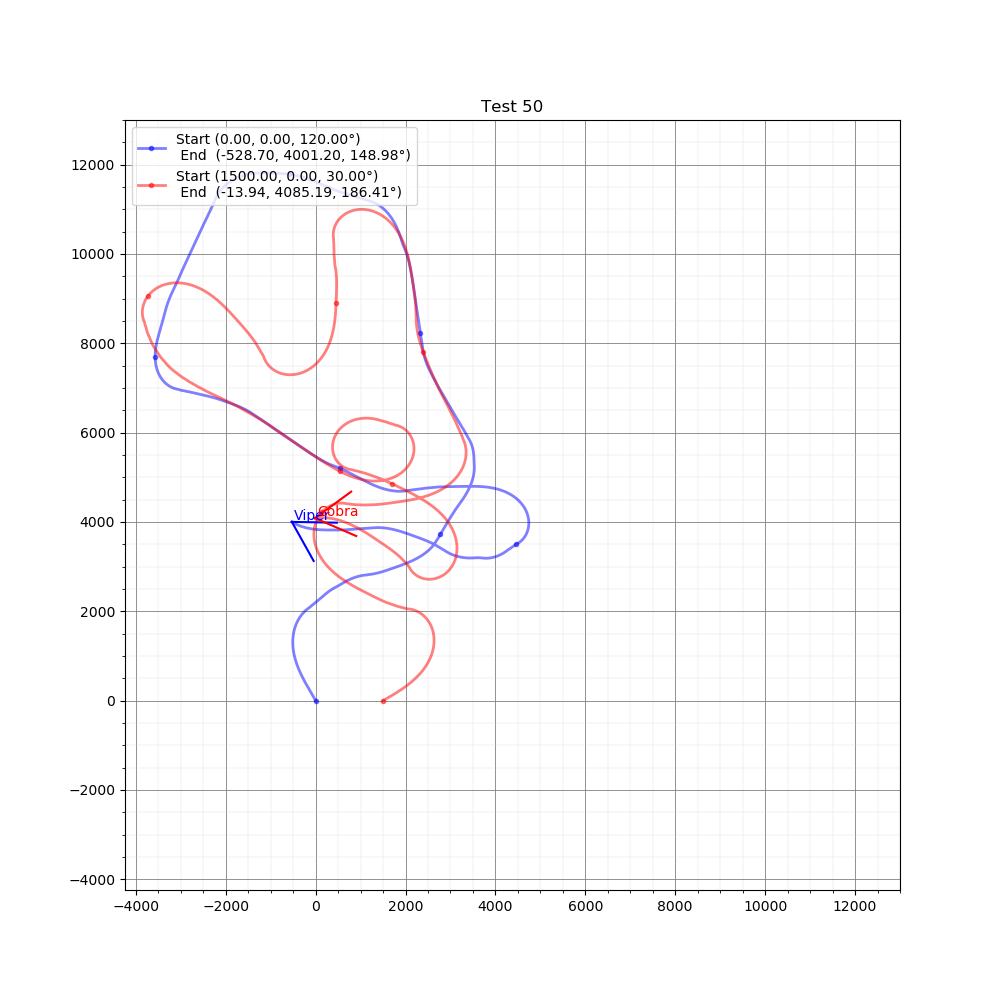 Test 50
Start (0.00, 0.00, 120.00°)
End (-528.70, 4001.20, 148.98°)
Start (1500.00, 0.00, 30.00°)
End (-13.94, 4085.19, 186.41°)
12000
10000
8000
6000
4000
2000
0
−2000
−4000
Viper
Cobra
−4000 −2000 0 2000 4000 6000 8000 10000 12000